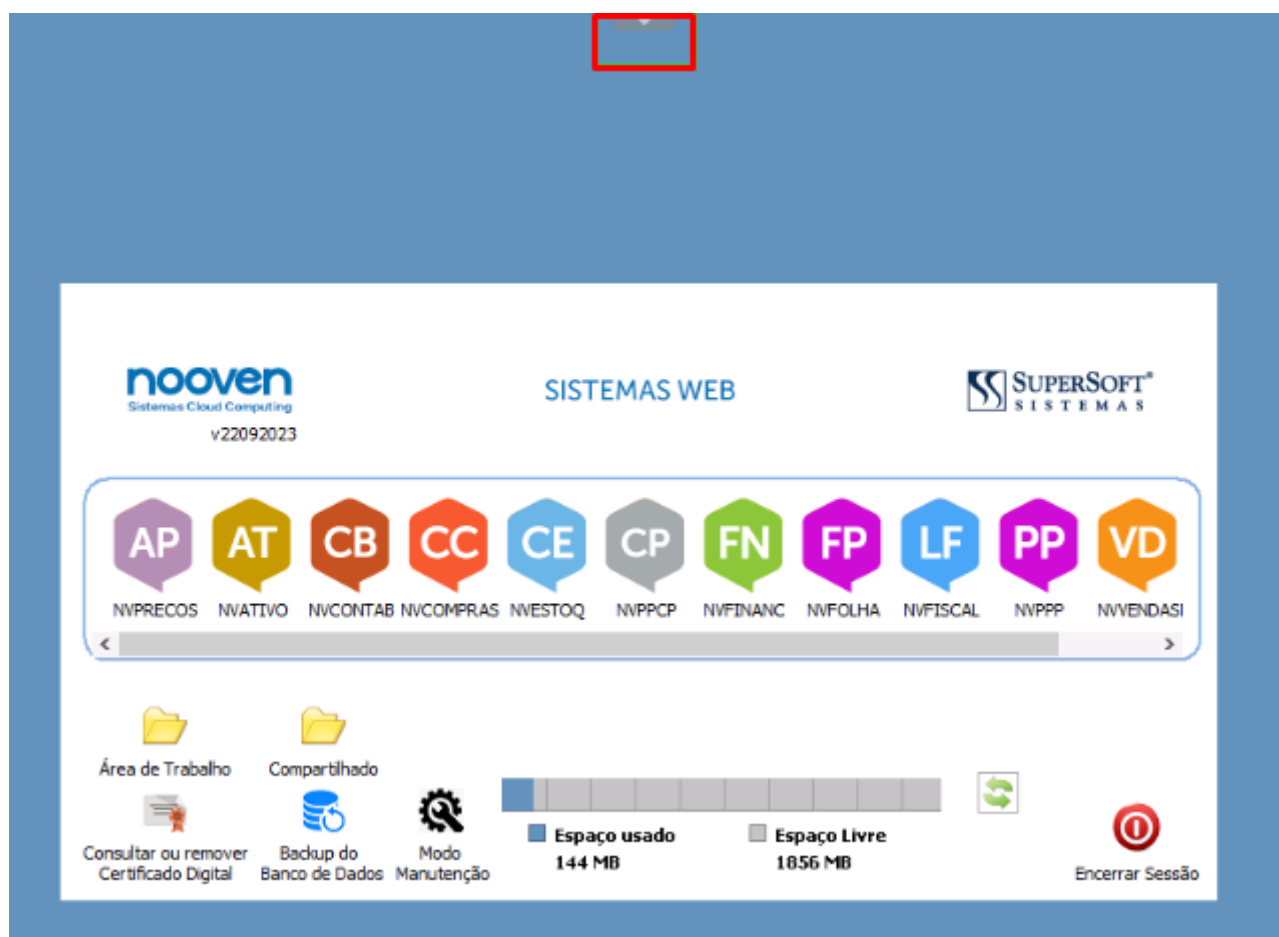 nooven
Sistemas Cloud Computing
v22092023
SISTEMAS WEB
SUPERSOFT®
SISTEMAS
AP AT CB CC CE CP FN FP LF PP VD
NVPRECOS NVATIVO NVCONTAB NVCOMPRAS NVESTOQ NVPPCP NVFINANC NVFOLHA NVFISCAL NVPPP NVVENDASI
Área de Trabalho Compartilhado
Consultar ou remover
Certificado Digital
Backup do
Banco de Dados
Modo
Manutenção
Espaço usado
144 MB
Espaço Livre
1856 MB
Encerrar Sessão